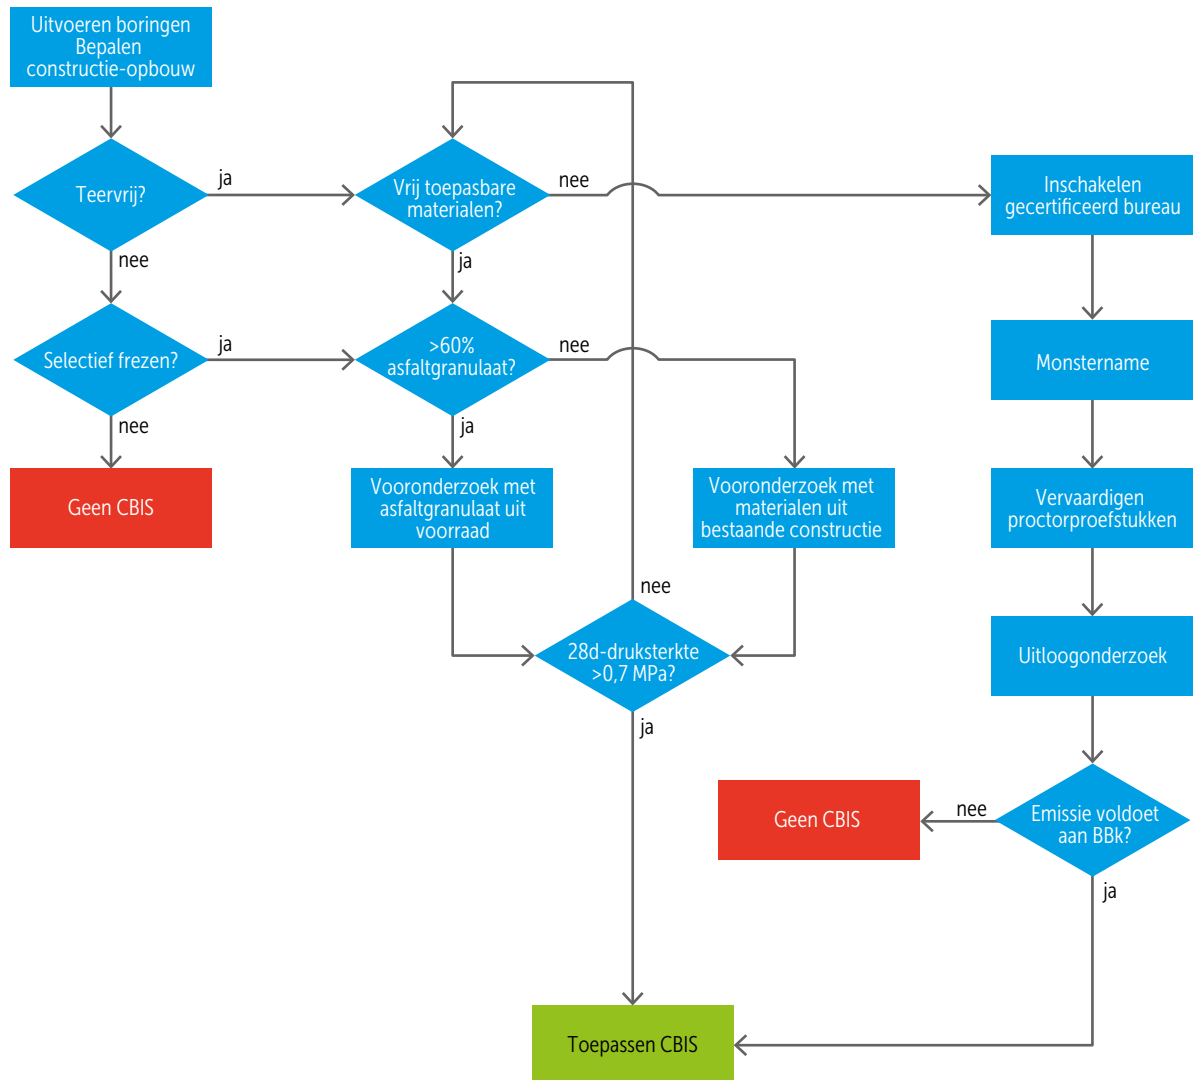 Uitvoeren boringen
Bepalen
constructie-opbouw
Teervrij?
ja
nee
Vrij toepasbare
materialen?
nee
ja
Inschakelen
gecertificeerd bureau
Selectief frezen?
ja
nee
>60%
asfaltgranulaat?
nee
ja
Monstername
Geen CBIS
Vooronderzoek met
asfaltgranulaat uit
voorraad
Vooronderzoek met
materialen uit
bestaande constructie
Vervaardigen
proctorproefstukken
nee
28d-druksterkte
>0,7 MPa?
ja
Uitloogonderzoek
Geen CBIS
nee
Emissie voldoet
aan BBk?
ja
Toepassen CBIS